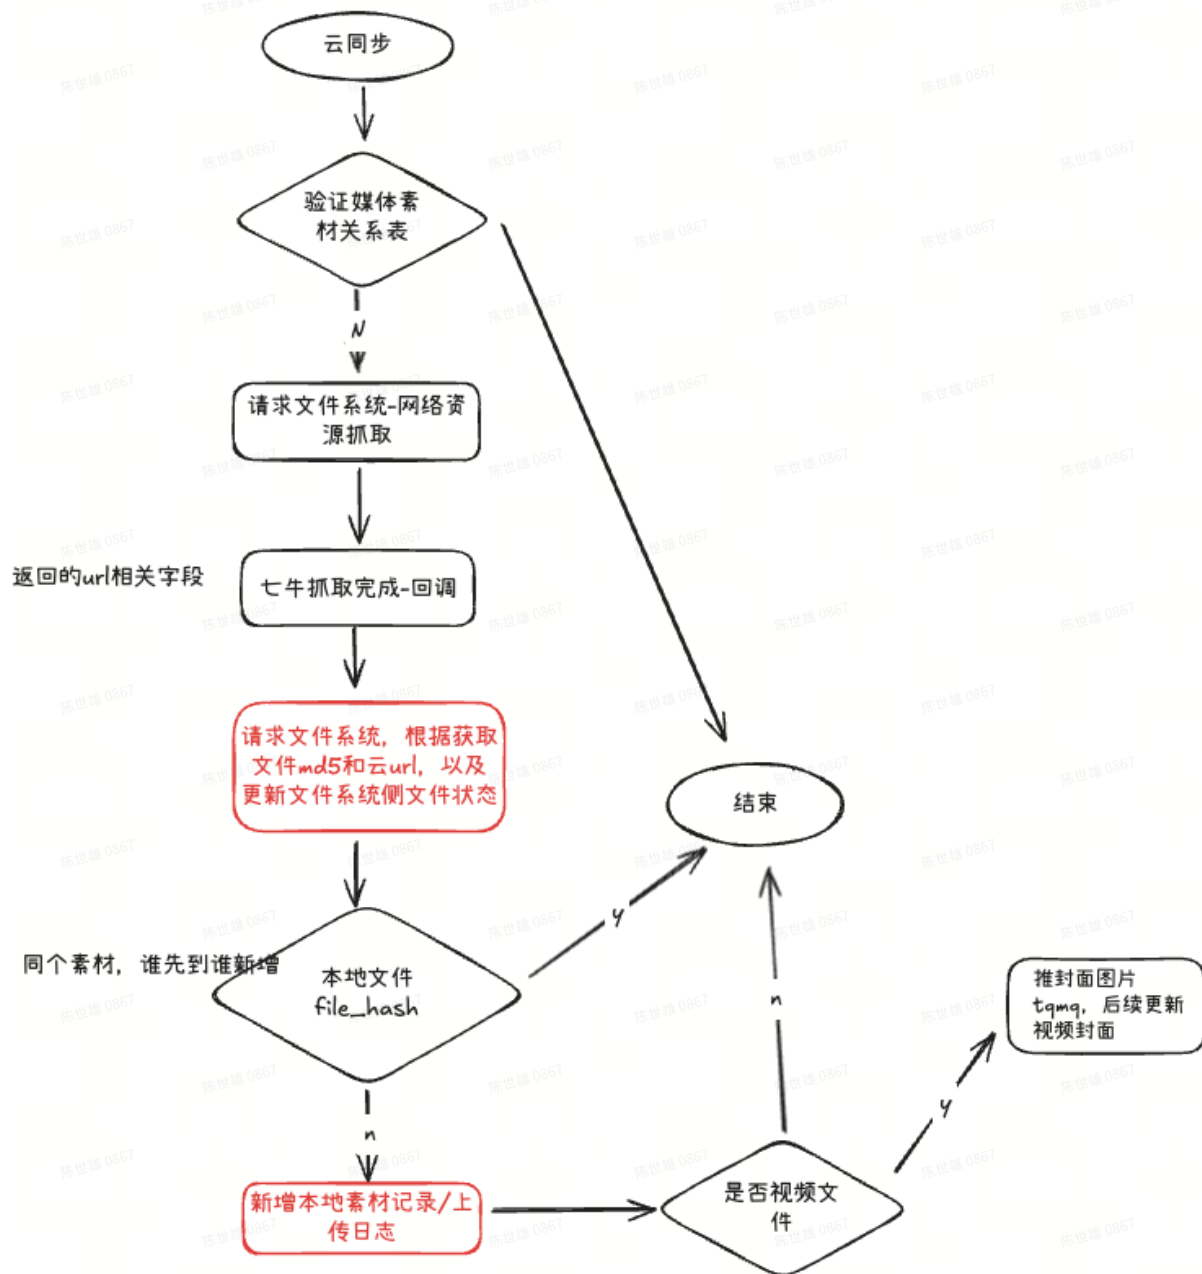 云同步
验证媒体素
材关系表
N
请求文件系统-网络资
源抓取
返回的url相关字段
七牛抓取完成-回调
请求文件系统，根据获取
文件md5和云url，以及
更新文件系统侧文件状态
结束
y
同个素材，谁先到谁新增
本地文件
file_hash
n
推封面图片
tqmq，后续更新
视频封面
y
n
新增本地素材记录/上
传日志
是否视频文
件
陈世雄 0867